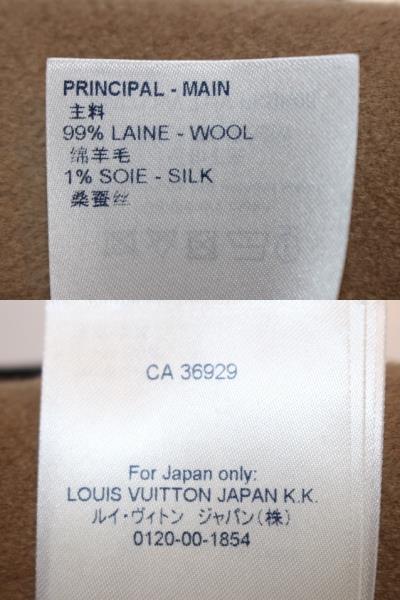 PRINCIPAL - MAIN
主料
99% LAINE - WOOL
绵羊毛
1% SOIE - SILK
桑蚕丝
CA 36929
For Japan only:
LOUIS VUITTON JAPAN K.K.
ルイ・ヴィトン ジャパン(株)
0120-00-1854